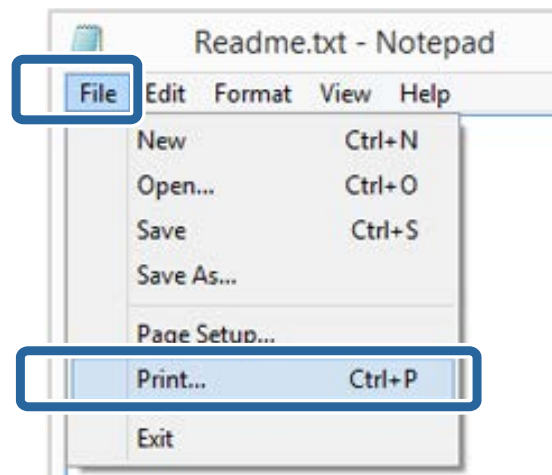 Readme.txt - Notepad
File Edit Format View Help
New Ctrl+N
Open... Ctrl+O
Save Ctrl+S
Save As...
Page Setup...
Print... Ctrl+P
Exit